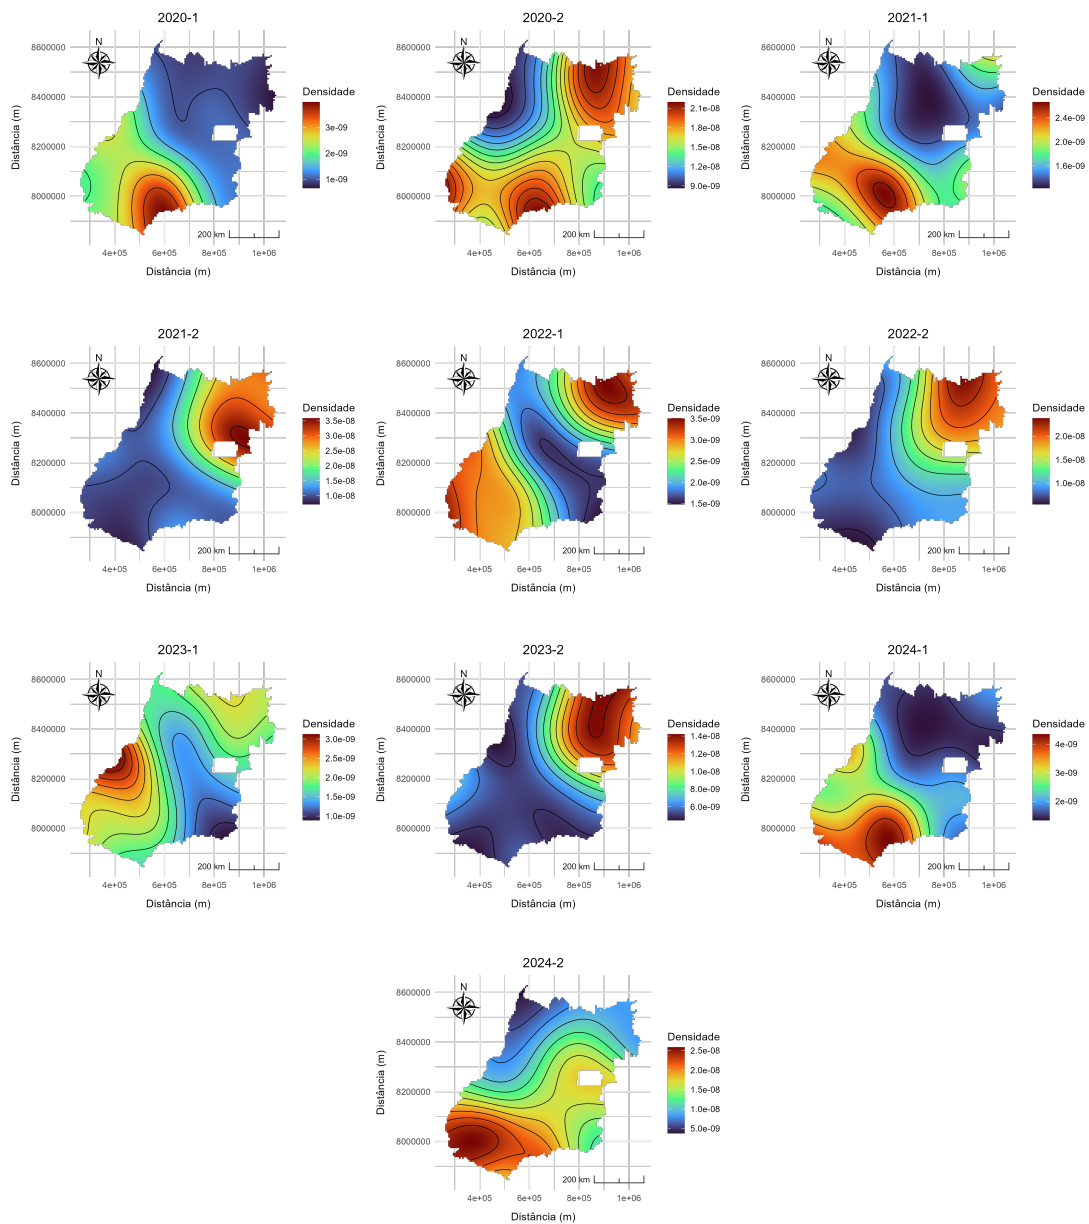 2020-1
N
8600000
8400000
8200000
8000000
Distância (m)
200 km
4e+05 6e+05 8e+05 1e+06
Distância (m)
Densidade
3e-09
2e-09
1e-09
2020-2
N
8600000
8400000
8200000
8000000
Distância (m)
200 km
4e+05 6e+05 8e+05 1e+06
Distância (m)
Densidade
2.1e-08
1.8e-08
1.5e-08
1.2e-08
9.0e-09
2021-1
N
8600000
8400000
8200000
8000000
Distância (m)
200 km
4e+05 6e+05 8e+05 1e+06
Distância (m)
Densidade
2.4e-09
2.0e-09
1.6e-09
2021-2
N
8600000
8400000
8200000
8000000
Distância (m)
200 km
4e+05 6e+05 8e+05 1e+06
Distância (m)
Densidade
3.5e-08
3.0e-08
2.5e-08
2.0e-08
1.5e-08
1.0e-08
2022-1
N
8600000
8400000
8200000
8000000
Distância (m)
200 km
4e+05 6e+05 8e+05 1e+06
Distância (m)
Densidade
3.5e-09
3.0e-09
2.5e-09
2.0e-09
1.5e-09
2022-2
N
8600000
8400000
8200000
8000000
Distância (m)
200 km
4e+05 6e+05 8e+05 1e+06
Distância (m)
Densidade
2.0e-08
1.5e-08
1.0e-08
2023-1
N
8600000
8400000
8200000
8000000
Distância (m)
200 km
4e+05 6e+05 8e+05 1e+06
Distância (m)
Densidade
3.0e-09
2.5e-09
2.0e-09
1.5e-09
1.0e-09
2023-2
N
8600000
8400000
8200000
8000000
Distância (m)
200 km
4e+05 6e+05 8e+05 1e+06
Distância (m)
Densidade
1.4e-08
1.2e-08
1.0e-08
8.0e-09
6.0e-09
2024-1
N
8600000
8400000
8200000
8000000
Distância (m)
200 km
4e+05 6e+05 8e+05 1e+06
Distância (m)
Densidade
4e-09
3e-09
2e-09
2024-2
N
8600000
8400000
8200000
8000000
Distância (m)
200 km
4e+05 6e+05 8e+05 1e+06
Distância (m)
Densidade
2.5e-08
2.0e-08
1.5e-08
1.0e-08
5.0e-09